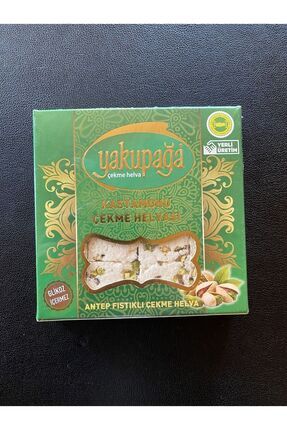 yakupağa
çekme helva
YERLİ
ÜRETİM
KASTAMONU
ÇEKME HELVASI
GLİKOZ
İÇERMEZ
ANTEP FISTIKLI ÇEKME HELVA